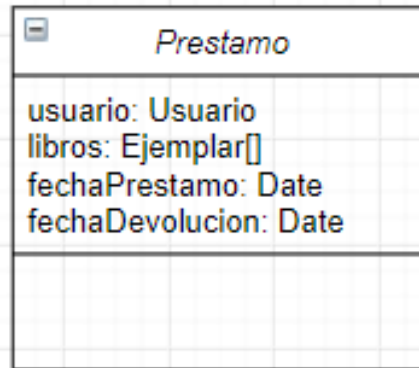 Prestamo
usuario: Usuario
libros: Ejemplar[]
fechaPrestamo: Date
fechaDevolucion: Date